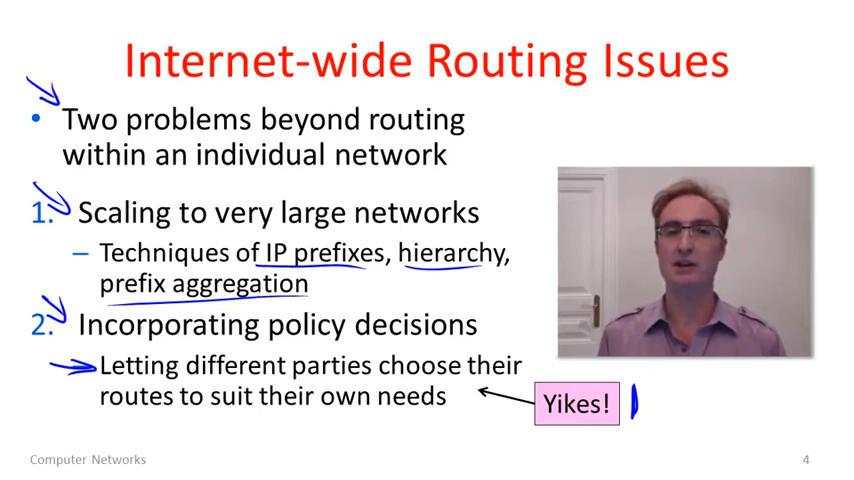 Internet-wide Routing Issues
• Two problems beyond routing
within an individual network
1. Scaling to very large networks
– Techniques of IP prefixes, hierarchy,
prefix aggregation
2. Incorporating policy decisions
Letting different parties choose their
routes to suit their own needs
Yikes!
Computer Networks
4